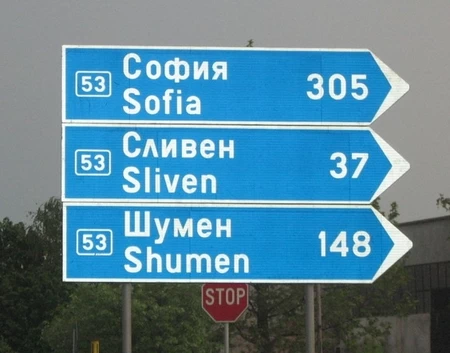 53 София 305
Sofia
53 Сливен 37
Sliven
53 Шумен 148
Shumen
STOP